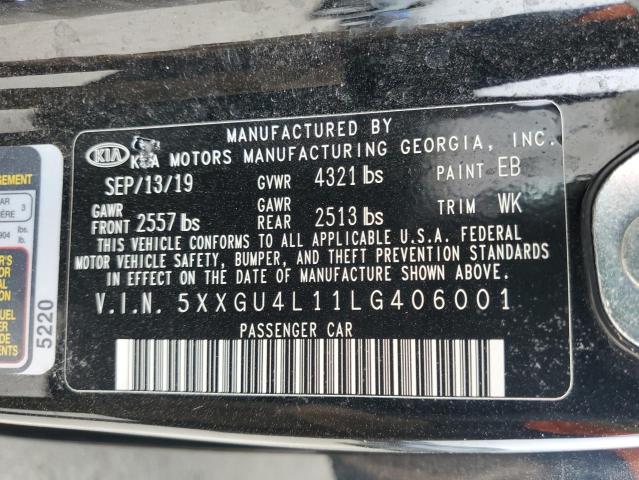 MANUFACTURED BY
KIA KIA MOTORS MANUFACTURING GEORGIA, INC.
SEP/13/19 GVWR 4321 lbs PAINT EB
GAWR FRONT 2557 lbs GAWR REAR 2513 lbs TRIM WK
THIS VEHICLE CONFORMS TO ALL APPLICABLE U.S.A. FEDERAL
MOTOR VEHICLE SAFETY, BUMPER, AND THEFT PREVENTION STANDARDS
IN EFFECT ON THE DATE OF MANUFACTURE SHOWN ABOVE.
V.I.N. 5XXGU4L11LG406001
PASSENGER CAR
5220